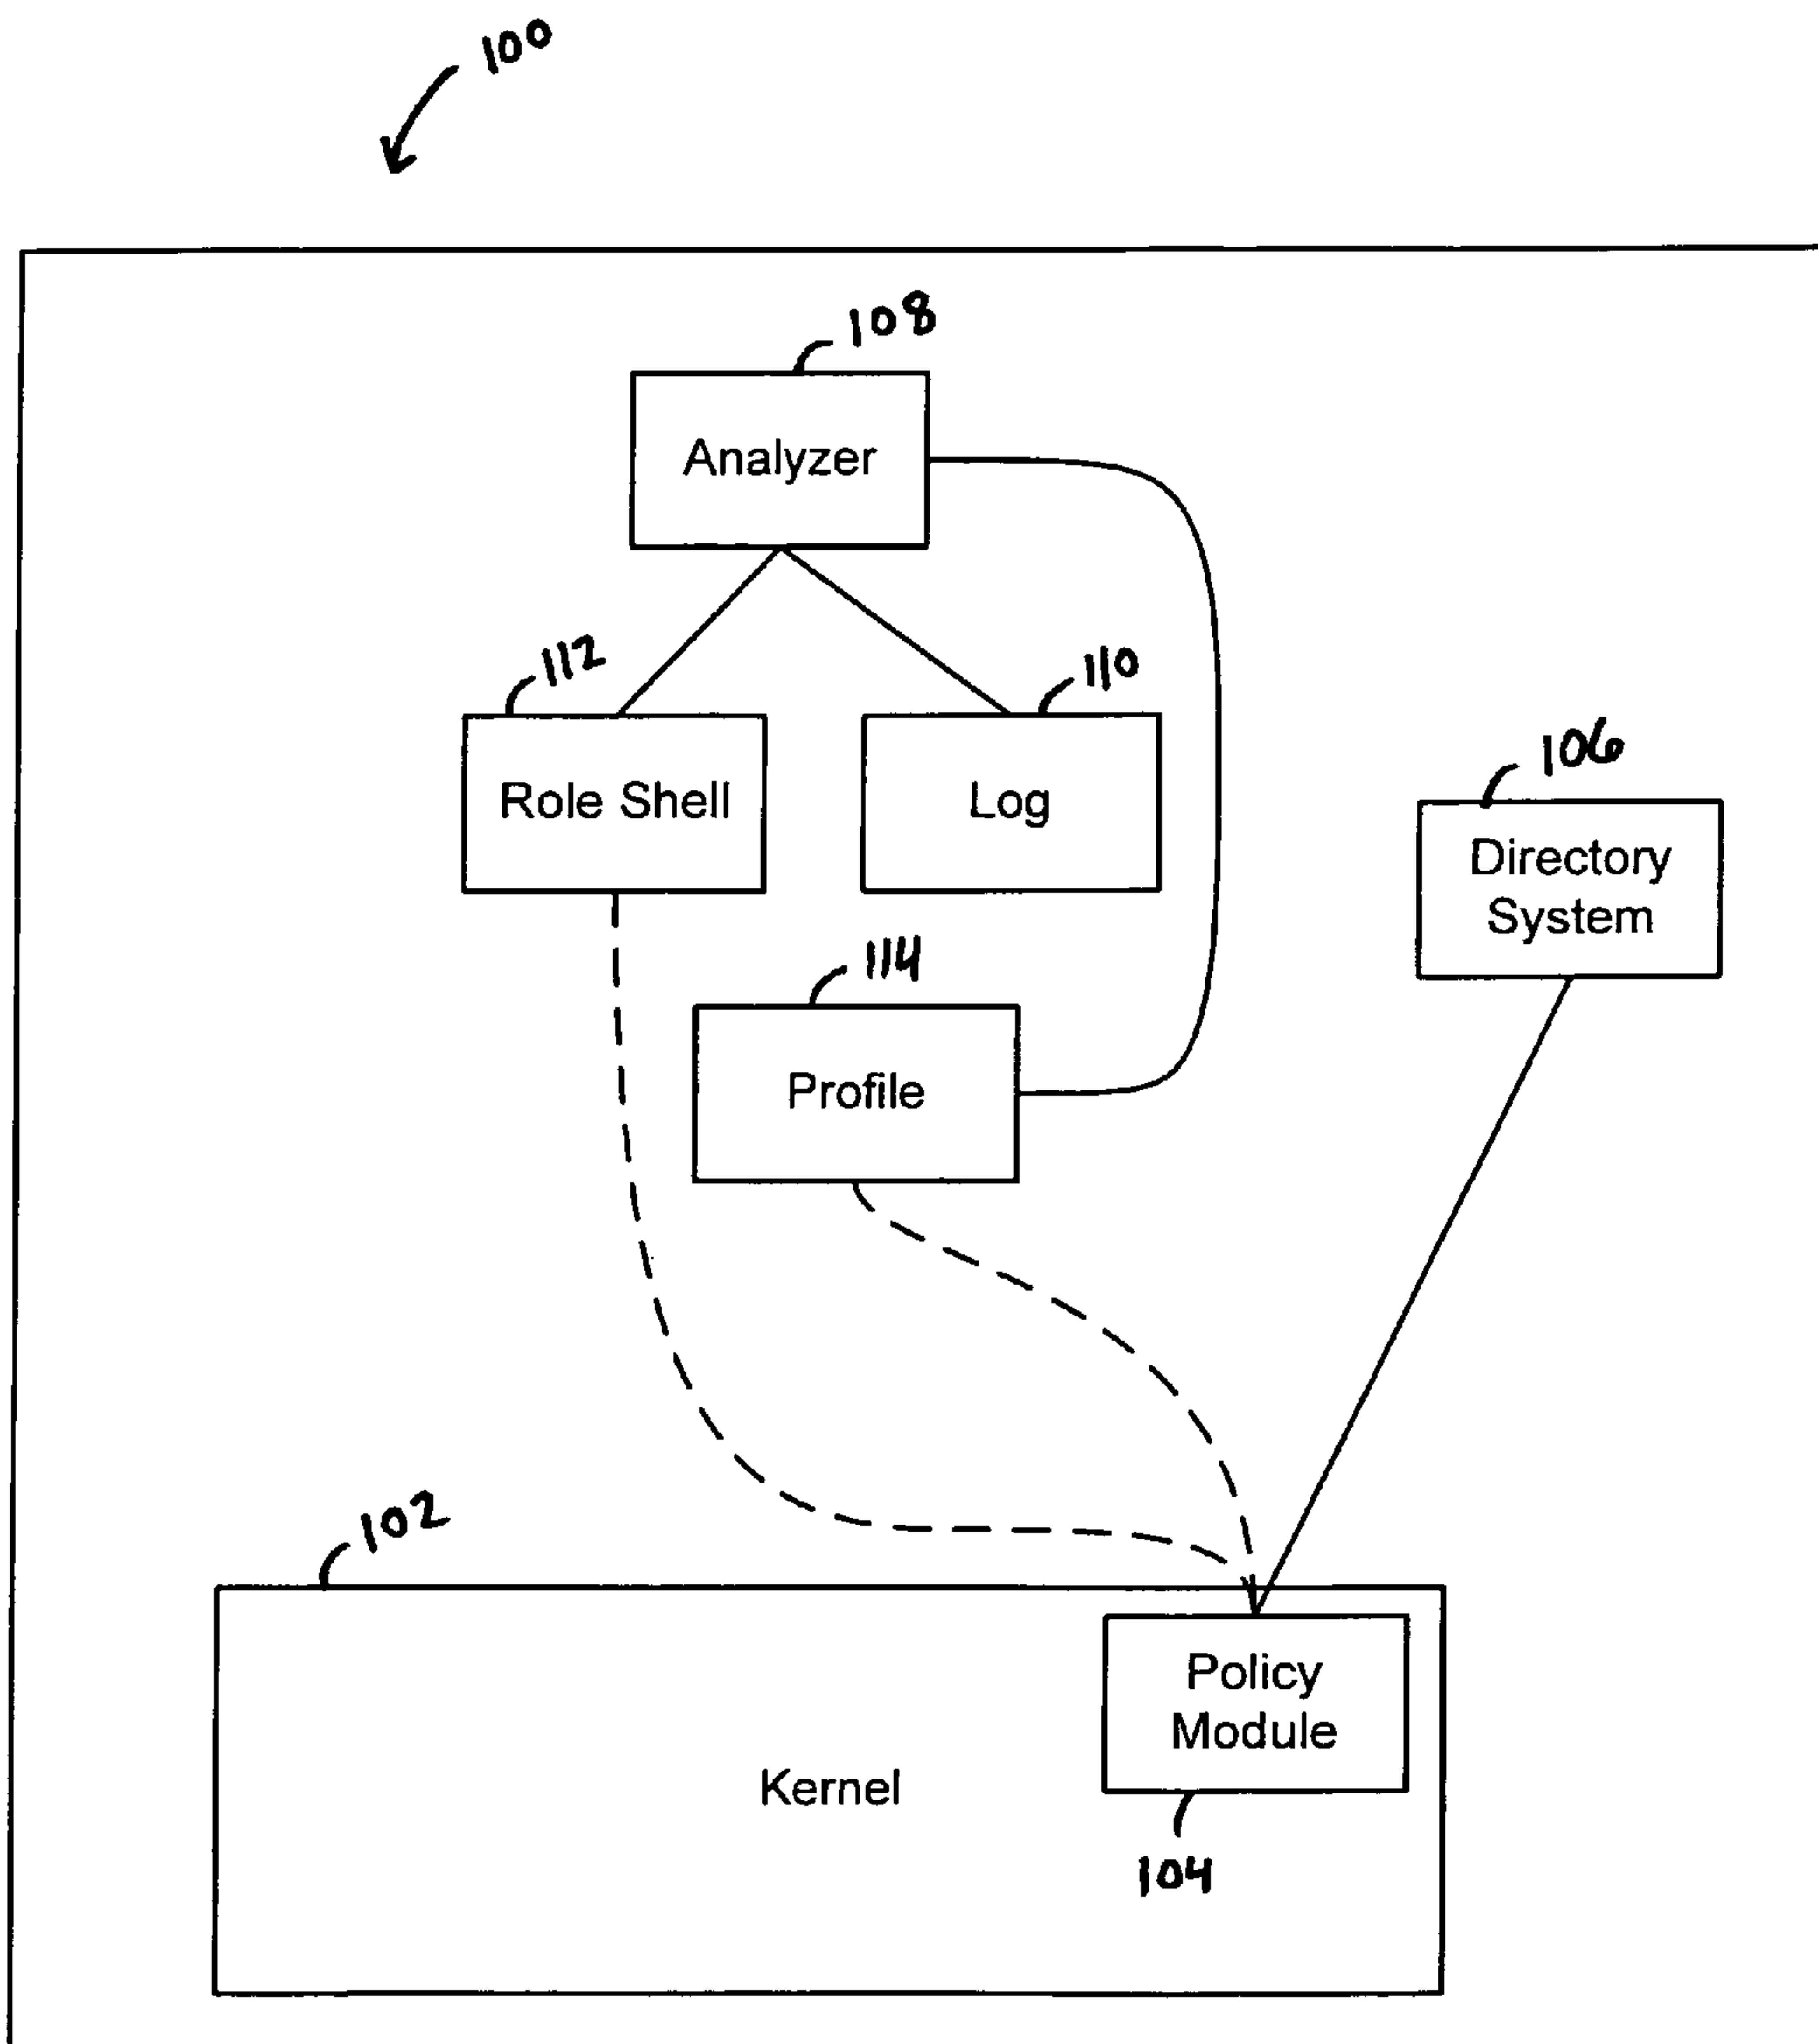 100
108
Analyzer
112
110
Role Shell
Log
106
Directory
System
114
Profile
102
Policy
Module
Kernel
104